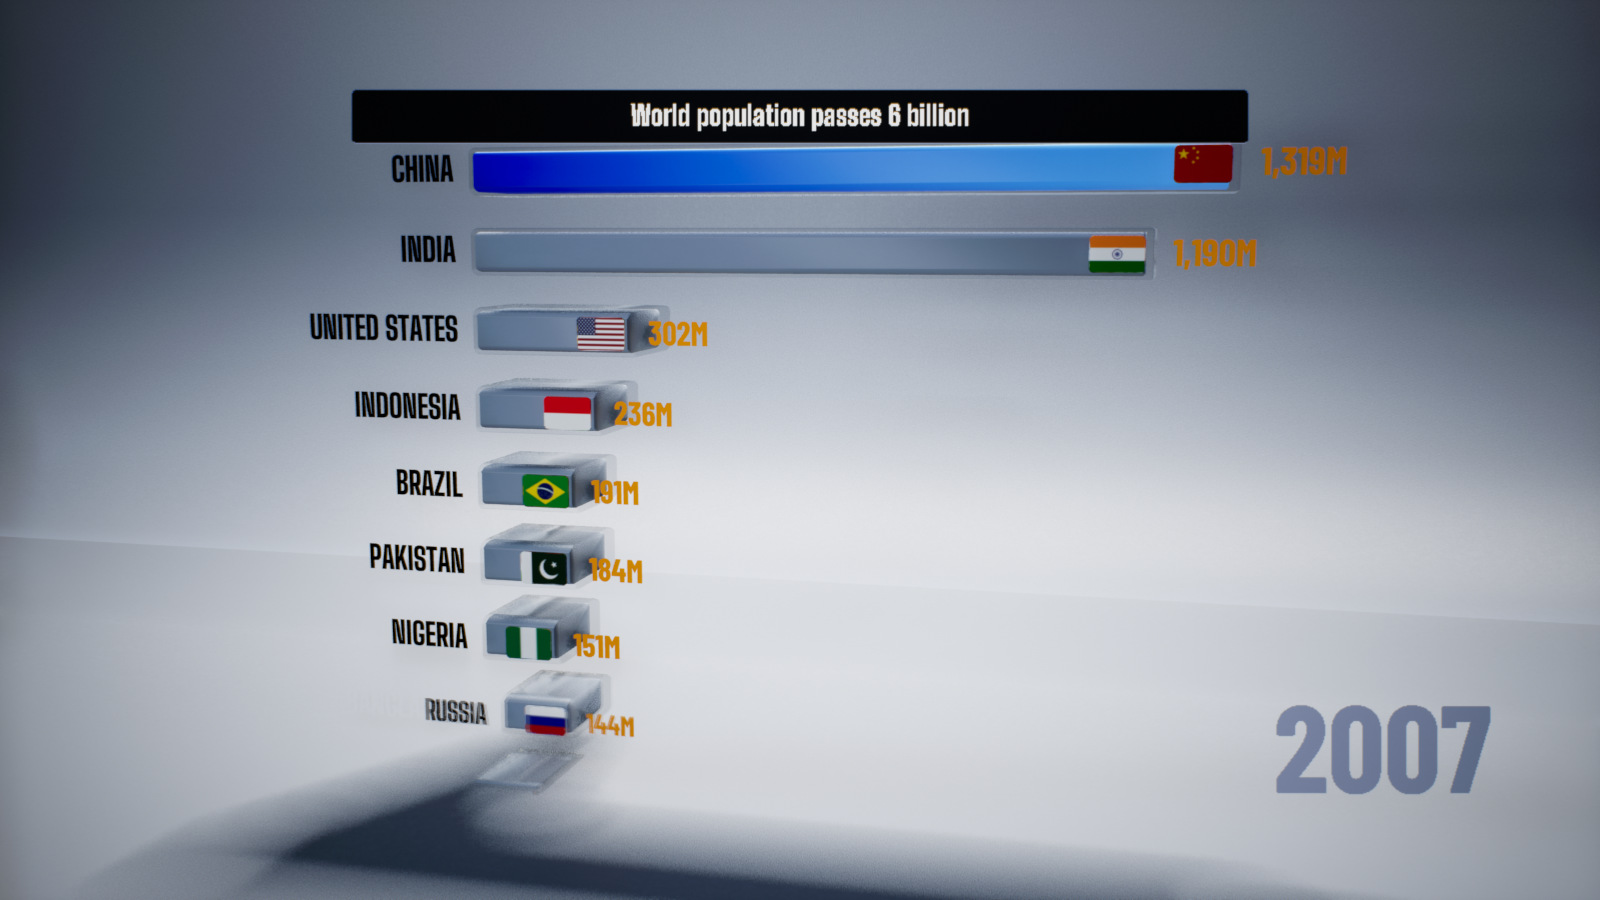 World population passes 6 billion
CHINA 1,319M
INDIA 1,190M
UNITED STATES 302M
INDONESIA 236M
BRAZIL 191M
PAKISTAN 184M
NIGERIA 151M
RUSSIA 144M
2007